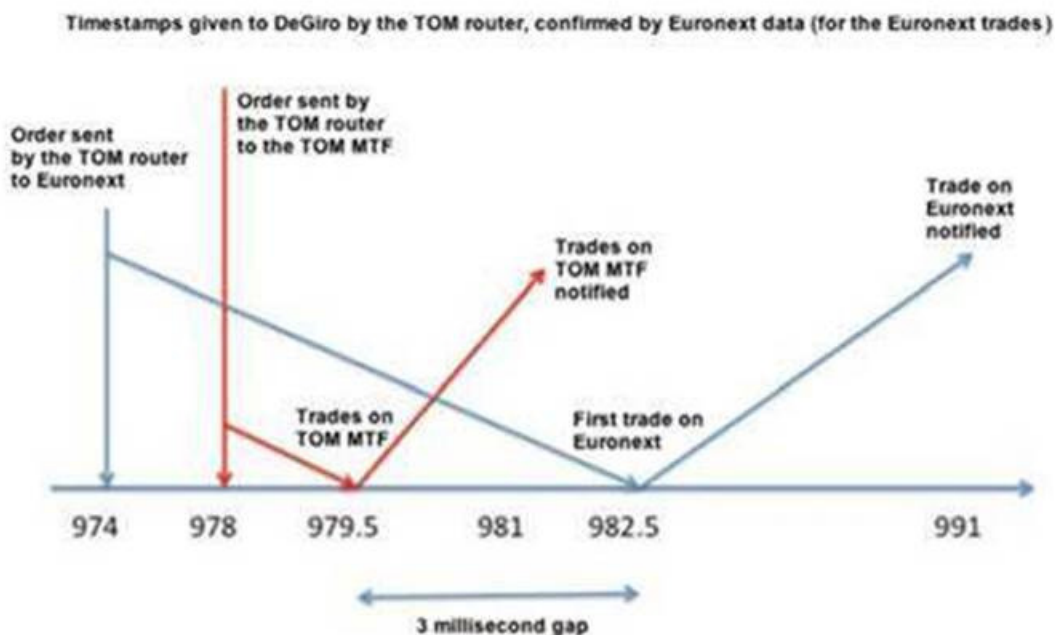 Timestamps given to DeGiro by the TOM router, confirmed by Euronext data (for the Euronext trades)
Order sent
by the TOM router
to Euronext
Order sent by
the TOM router
to the TOM MTF
Trades on
TOM MTF
notified
Trade on
Euronext
notified
Trades on
TOM MTF
First trade on
Euronext
974 978 979.5 981 982.5 991
3 millisecond gap